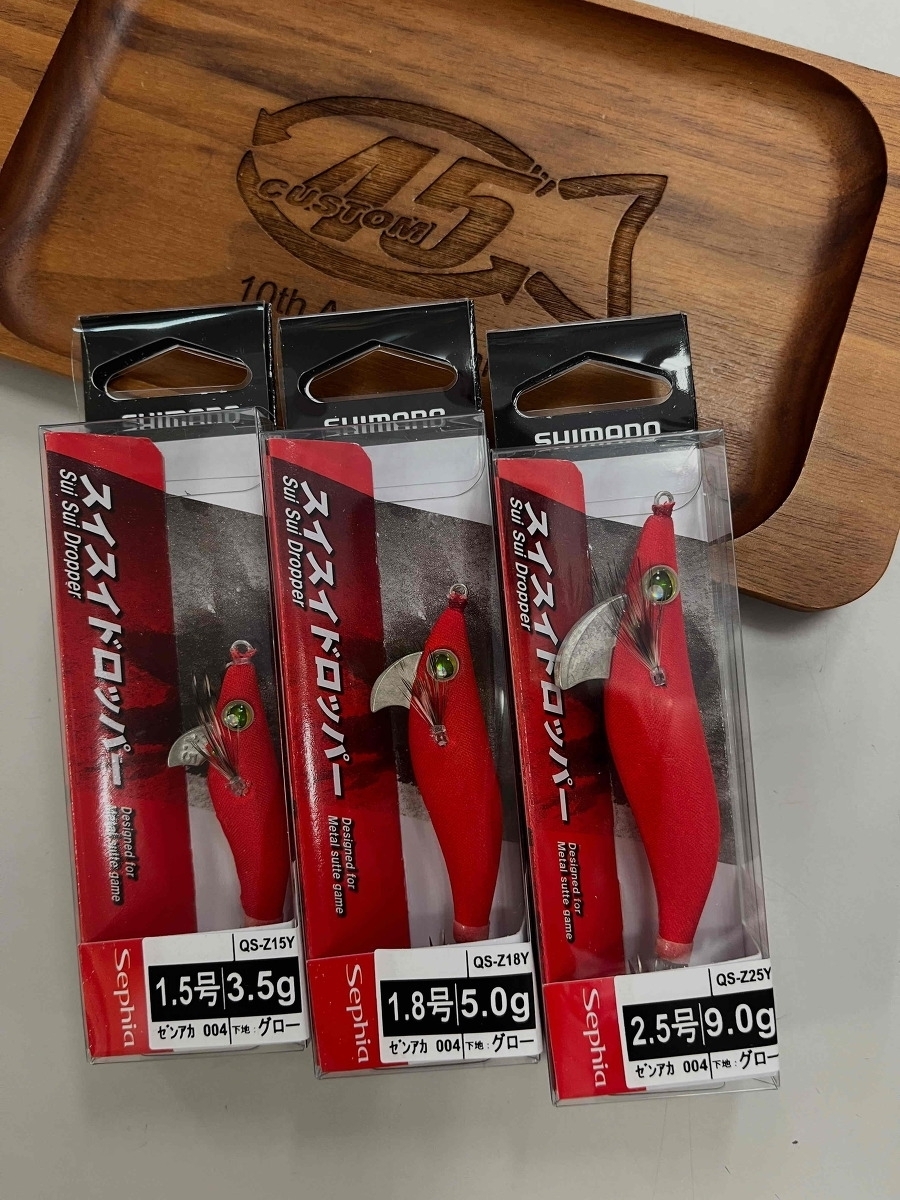 A5
CUSTOM
10th A
SHIMANO
スイスイドロッパー
Sui Sui Dropper
Designed for
Metal sutte game
Sephia
QS-Z15Y
1.5号 3.5g
ｾﾞﾝｱｶ 004 下地：グロー
SHIMANO
スイスイドロッパー
Sui Sui Dropper
Designed for
Metal sutte game
Sephia
QS-Z18Y
1.8号 5.0g
ｾﾞﾝｱｶ 004 下地：グロー
SHIMANO
スイスイドロッパー
Sui Sui Dropper
Designed for
Metal sutte game
Sephia
QS-Z25Y
2.5号 9.0g
ｾﾞﾝｱｶ 004 下地：グロー